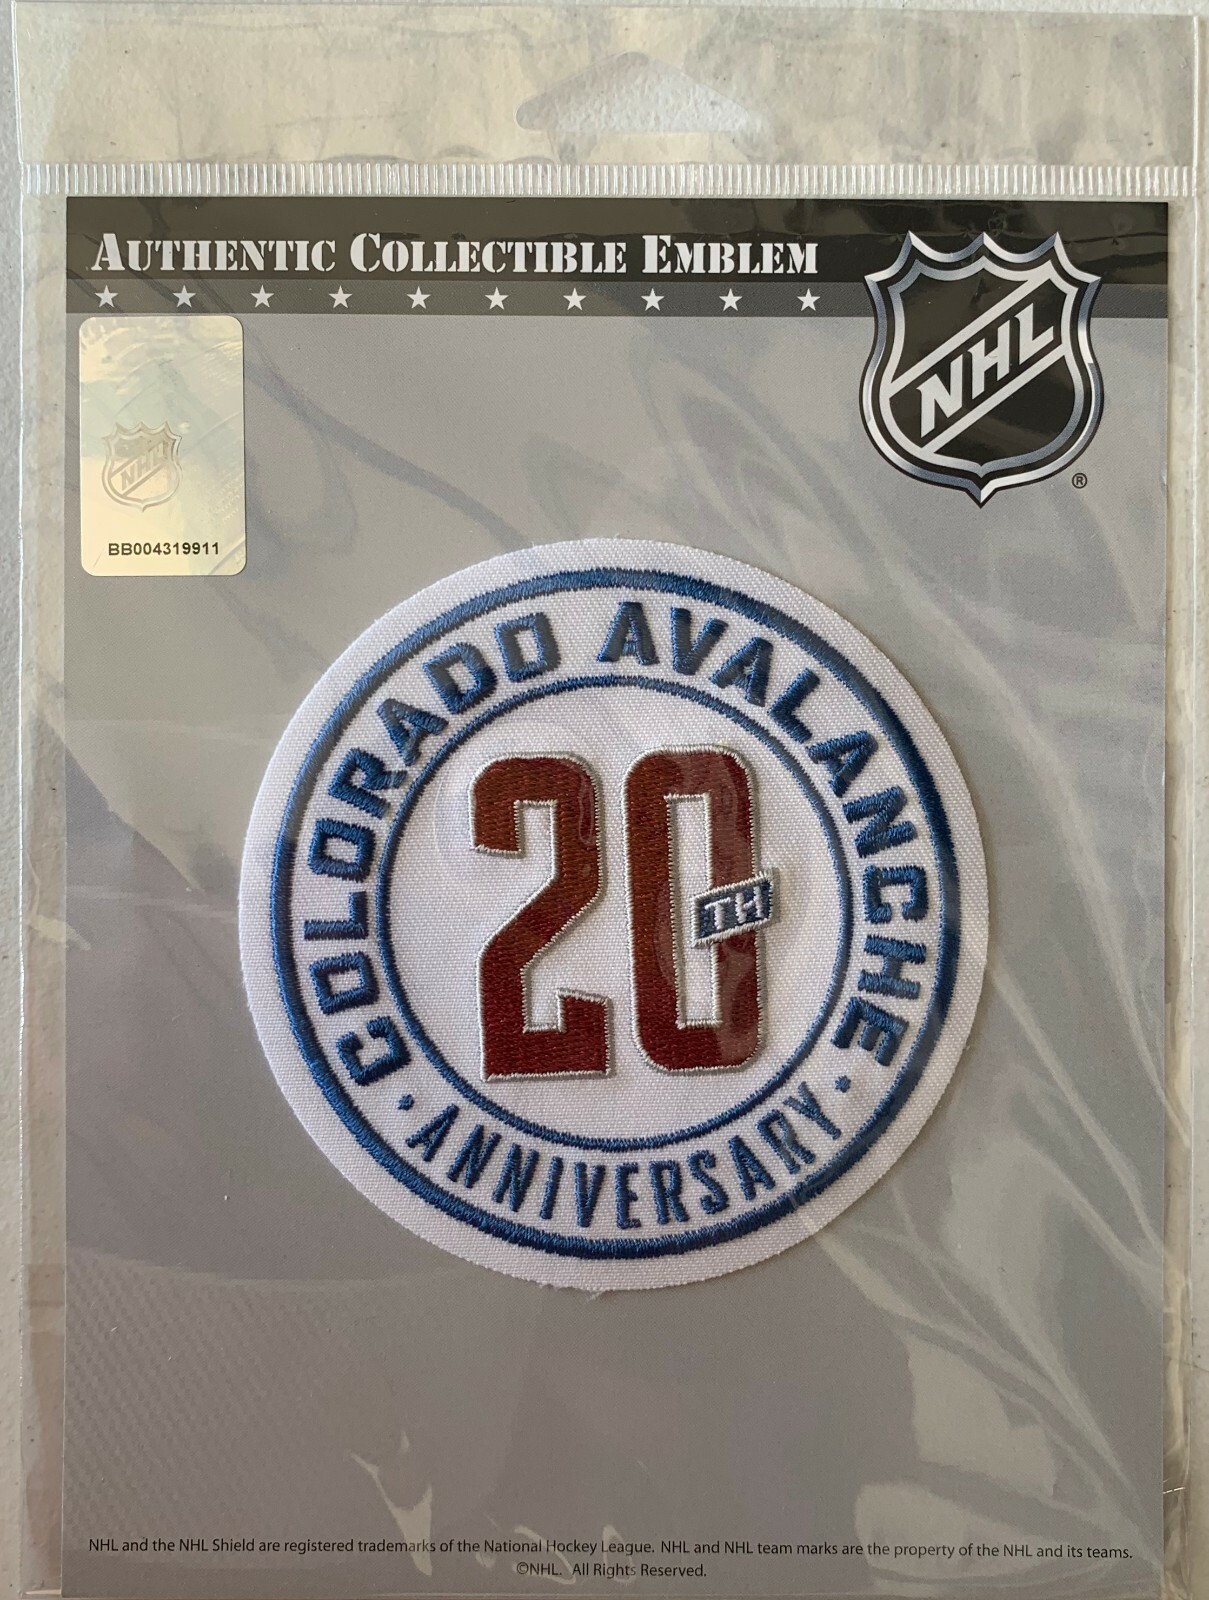 AUTHENTIC COLLECTIBLE EMBLEM
NHL
®
NHL
BB004319911
COLORADO AVALANCHE
20TH
• ANNIVERSARY •
NHL and the NHL Shield are registered trademarks of the National Hockey League. NHL and NHL team marks are the property of the NHL and its teams.
©NHL. All Rights Reserved.